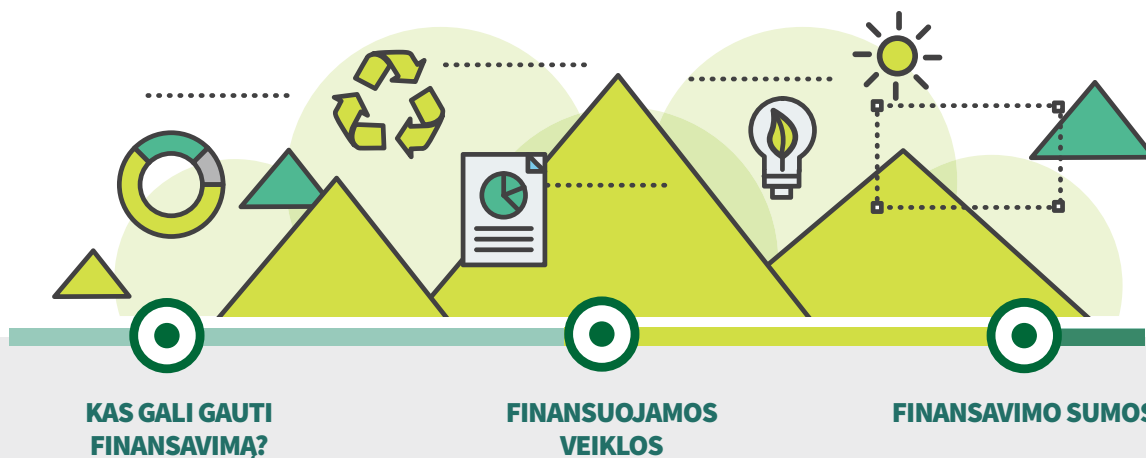 KAS GALI GAUTI
FINANSAVIMĄ?
FINANSUOJAMOS
VEIKLOS
FINANSAVIMO SUMOS